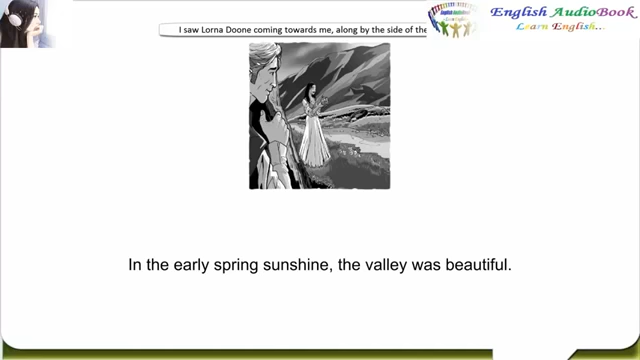 I saw Lorna Doone coming towards me, along by the side of the
English AudioBook
Learn English...
In the early spring sunshine, the valley was beautiful.